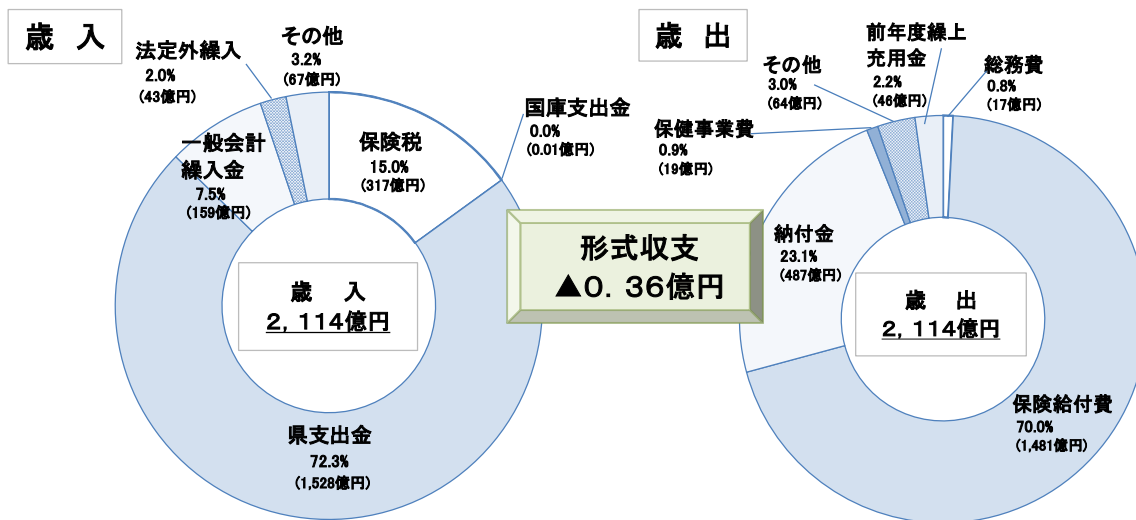 歳 入
法定外繰入
2.0%
(43億円)
その他
3.2%
(67億円)
国庫支出金
0.0%
(0.01億円)
一般会計
繰入金
7.5%
(159億円)
保険税
15.0%
(317億円)
歳 入
2,114億円
県支出金
72.3%
(1,528億円)
形式収支
▲0.36億円
歳 出
前年度繰上
充用金
2.2%
(46億円)
その他
3.0%
(64億円)
総務費
0.8%
(17億円)
保健事業費
0.9%
(19億円)
納付金
23.1%
(487億円)
歳 出
2,114億円
保険給付費
70.0%
(1,481億円)